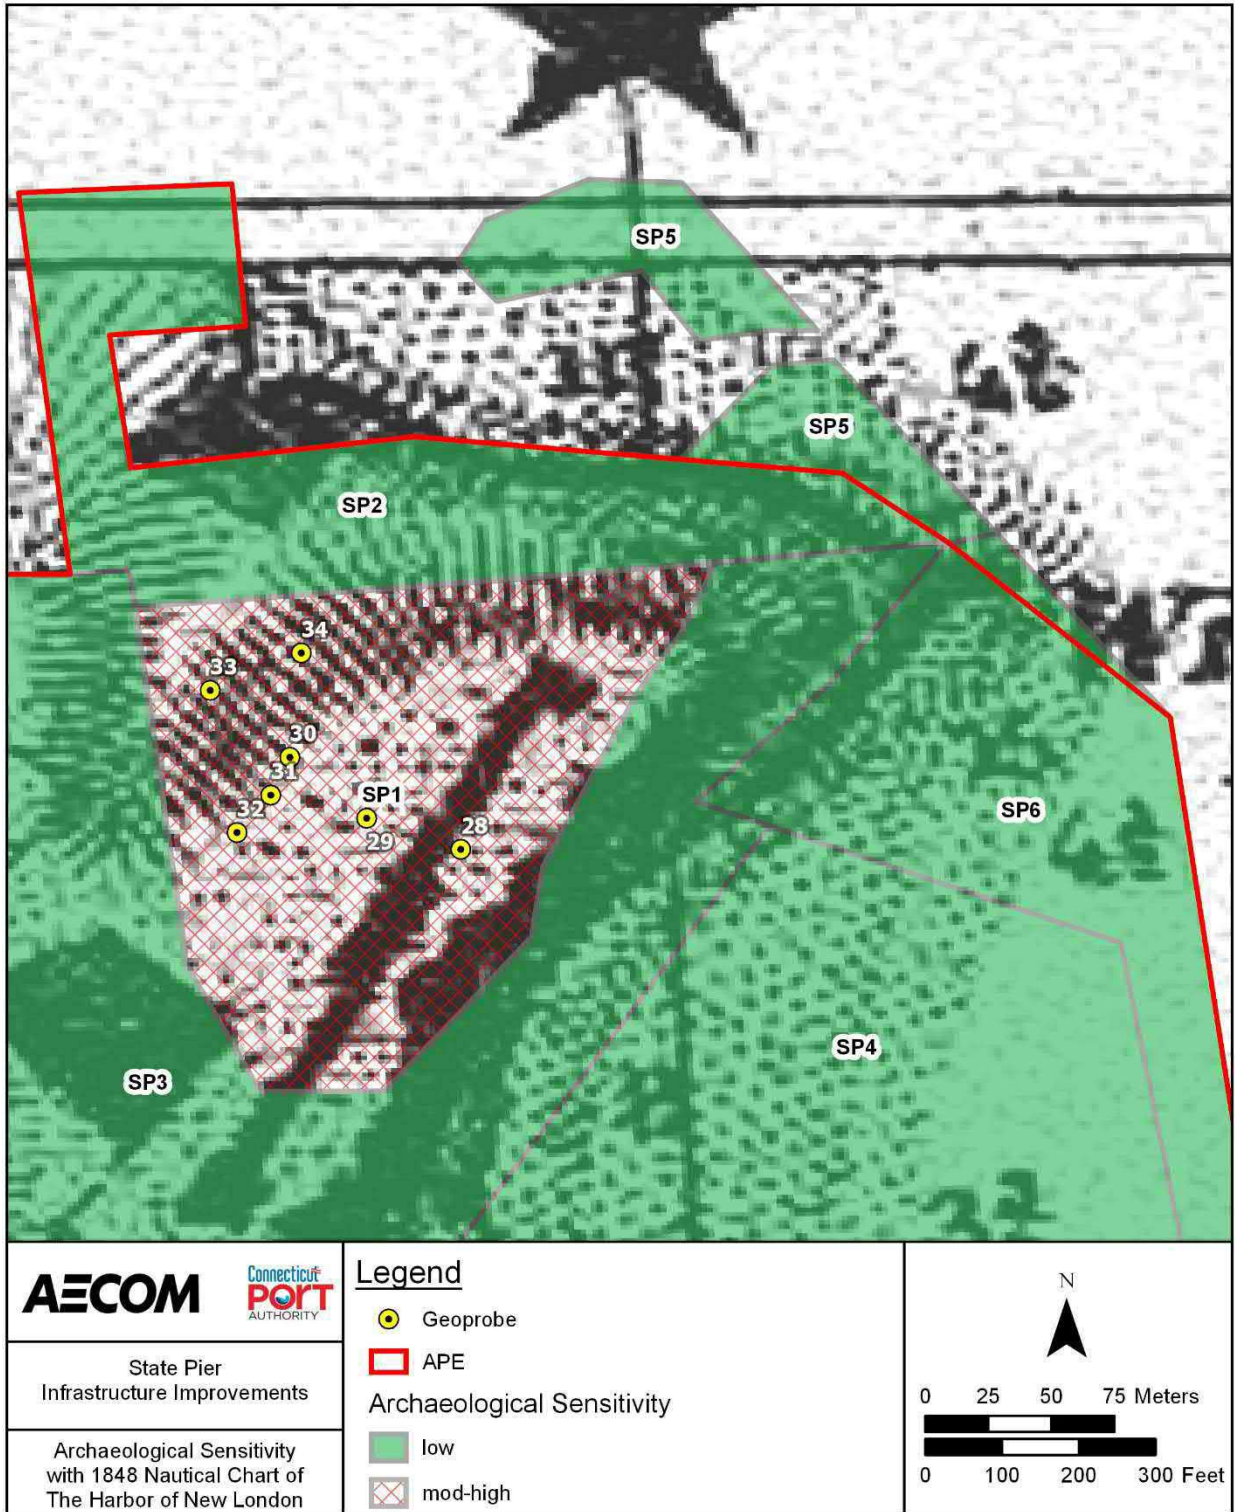 SP5
SP5
SP2
34
33
30
31
SP1
32
29
28
SP6
SP4
SP3
AECOM
Connecticut
PORT
AUTHORITY
State Pier
Infrastructure Improvements
Archaeological Sensitivity
with 1848 Nautical Chart of
The Harbor of New London
Legend
Geoprobe
APE
Archaeological Sensitivity
low
mod-high
N
0 25 50 75 Meters
0 100 200 300 Feet